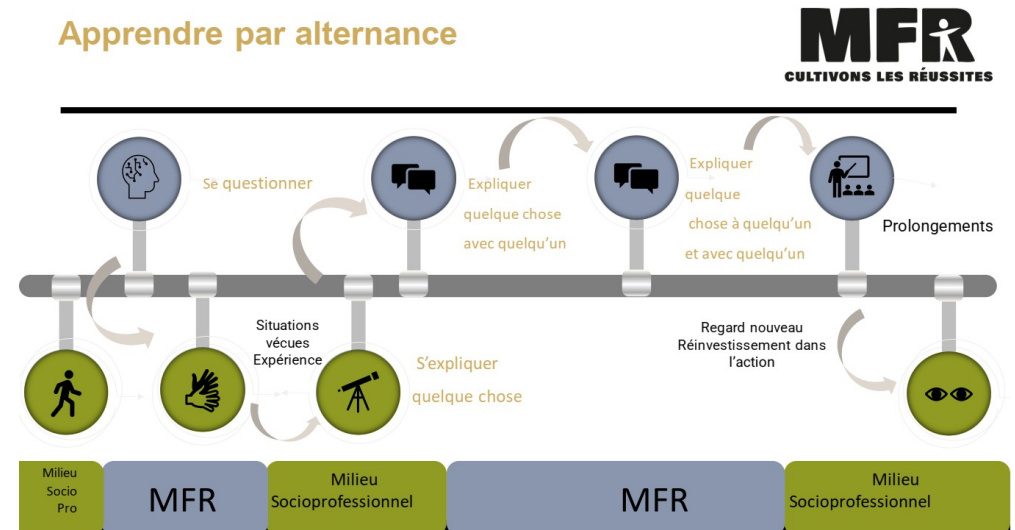 Apprendre par alternance
MFR
CULTIVONS LES RÉUSSITES
Se questionner
Expliquer
quelque chose
avec quelqu'un
Expliquer
quelque
chose à quelqu'un
et avec quelqu'un
Prolongements
Situations
vécues
Expérience
S'expliquer
quelque chose
Regard nouveau
Réinvestissement dans
l'action
Milieu
Socio
Pro
MFR
Milieu
Socioprofessionnel
MFR
Milieu
Socioprofessionnel